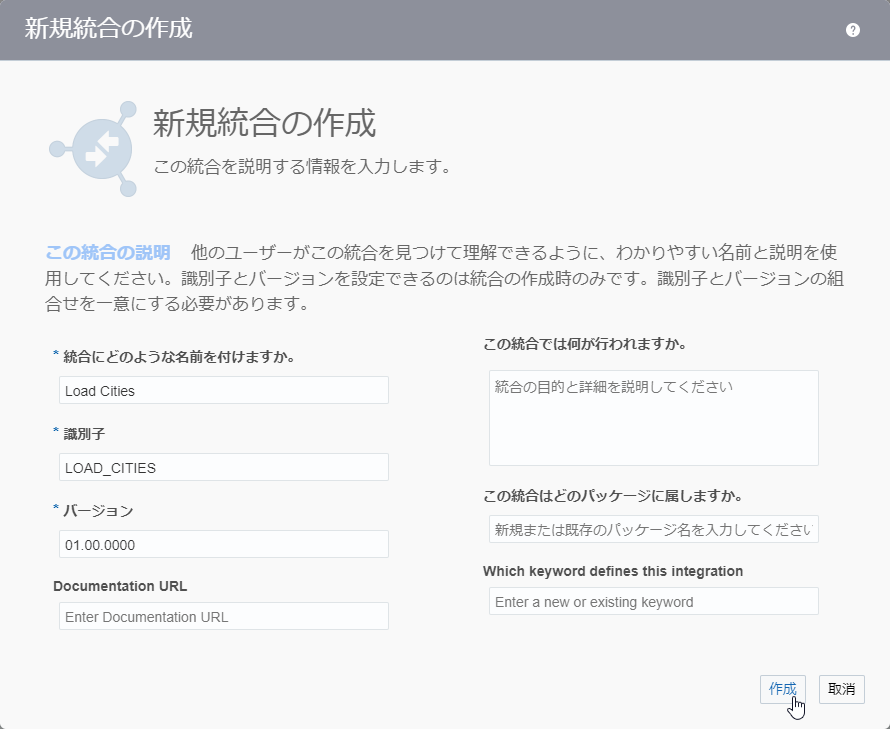 新規統合の作成
?
新規統合の作成
この統合を説明する情報を入力します。
この統合の説明 他のユーザーがこの統合を見つけて理解できるように、わかりやすい名前と説明を使
用してください。識別子とバージョンを設定できるのは統合の作成時のみです。識別子とバージョンの組
合せを一意にする必要があります。
* 統合にどのような名前を付けますか。
Load Cities
* 識別子
LOAD_CITIES
* バージョン
01.00.0000
Documentation URL
Enter Documentation URL
この統合では何が行われますか。
統合の目的と詳細を説明してください
この統合はどのパッケージに属しますか。
新規または既存のパッケージ名を入力してください
Which keyword defines this integration
Enter a new or existing keyword
作成
取消